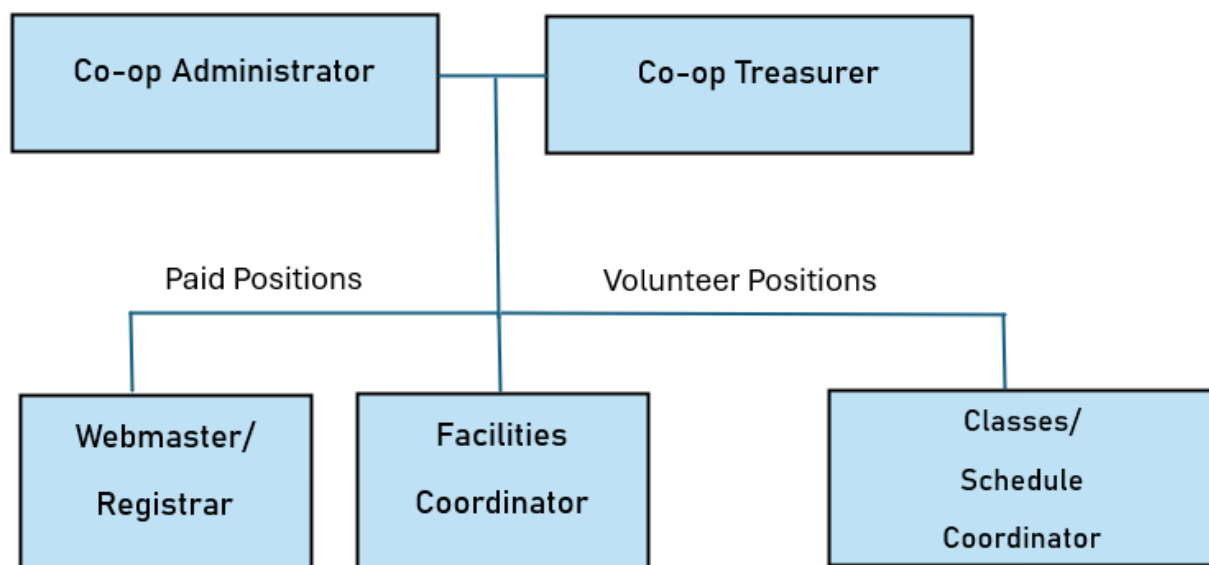 Co-op Administrator
Co-op Treasurer
Paid Positions
Volunteer Positions
Webmaster/
Registrar
Facilities
Coordinator
Classes/
Schedule
Coordinator